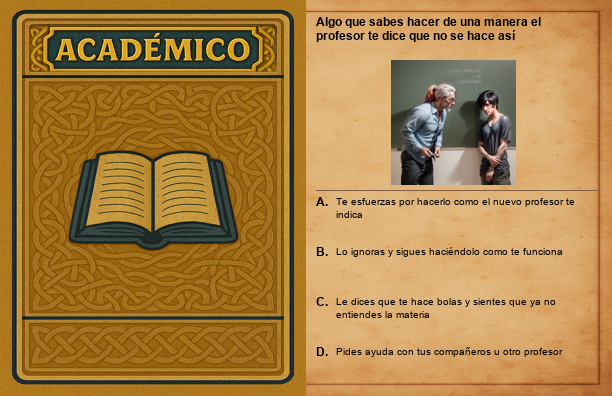 ACADÉMICO
Algo que sabes hacer de una manera el
profesor te dice que no se hace así
A. Te esfuerzas por hacerlo como el nuevo profesor te
indica
B. Lo ignoras y sigues haciéndolo como te funciona
C. Le dices que te hace bolas y sientes que ya no
entiendes la materia
D. Pides ayuda con tus compañeros u otro profesor